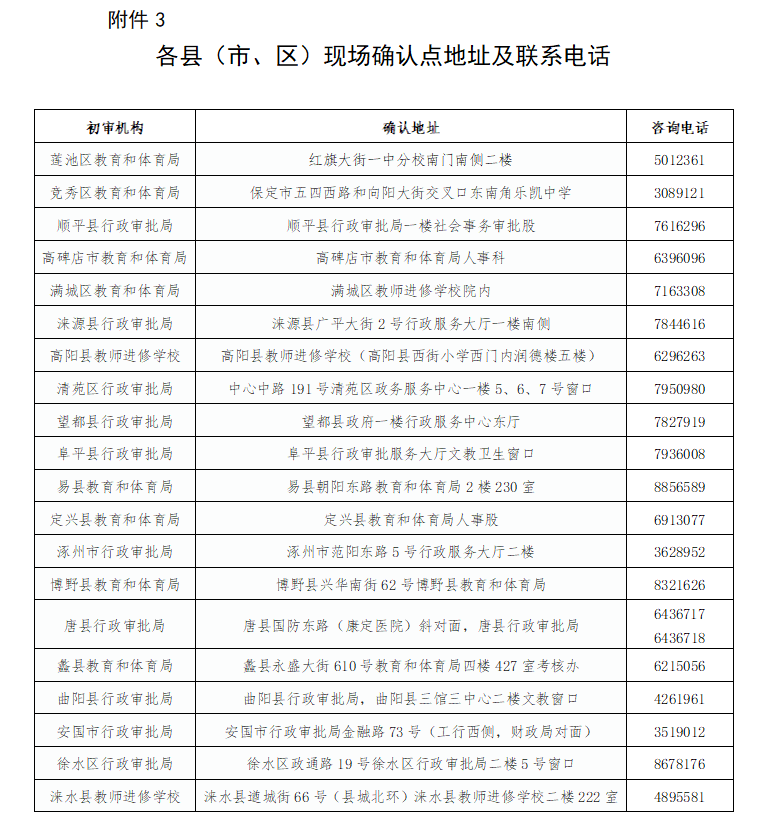 附件 3
各县（市、区）现场确认点地址及联系电话
初审机构 确认地址 咨询电话
莲池区教育和体育局 红旗大街一中分校南门南侧二楼 5012361
竞秀区教育和体育局 保定市五四西路和向阳大街交叉口东南角乐凯中学 3089121
顺平县行政审批局 顺平县行政审批局一楼社会事务审批股 7616296
高碑店市教育和体育局 高碑店市教育和体育局人事科 6396096
满城区教育和体育局 满城区教师进修学校院内 7163308
涞源县行政审批局 涞源县广平大街 2 号行政服务大厅一楼南侧 7844616
高阳县教师进修学校 高阳县教师进修学校（高阳县西街小学西门内润德楼五楼） 6296263
清苑区行政审批局 中心中路 191 号清苑区政务服务中心一楼 5、6、7 号窗口 7950980
望都县行政审批局 望都县政府一楼行政服务中心东厅 7827919
阜平县行政审批局 阜平县行政审批服务大厅文教卫生窗口 7936008
易县教育和体育局 易县朝阳东路教育和体育局 2 楼 230 室 8856589
定兴县教育和体育局 定兴县教育和体育局人事股 6913077
涿州市行政审批局 涿州市范阳东路 5 号行政服务大厅二楼 3628952
博野县教育和体育局 博野县兴华南街 62 号博野县教育和体育局 8321626
唐县行政审批局 唐县国防东路（康定医院）斜对面，唐县行政审批局 6436717
6436718
蠡县教育和体育局 蠡县永盛大街 610 号教育和体育局四楼 427 室考核办 6215056
曲阳县行政审批局 曲阳县行政审批局，曲阳县三馆三中心二楼文教窗口 4261961
安国市行政审批局 安国市行政审批局金融路 73 号（工行西侧，财政局对面） 3519012
徐水区行政审批局 徐水区政通路 19 号徐水区行政审批局二楼 5 号窗口 8678176
涞水县教师进修学校 涞水县遒城街 66 号（县城北环）涞水县教师进修学校二楼 222 室 4895581